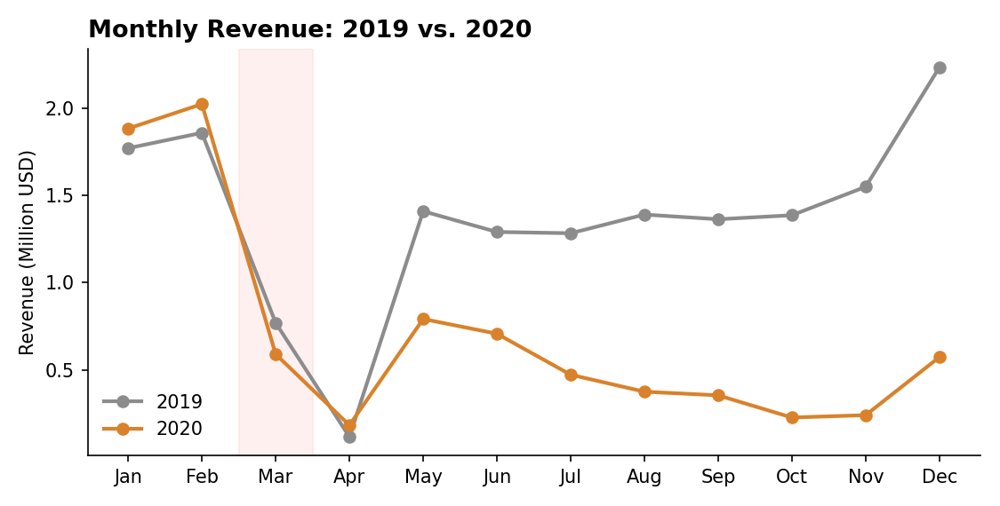 Monthly Revenue: 2019 vs. 2020
Revenue (Million USD)
2.0
1.5
1.0
0.5
2019
2020
Jan Feb Mar Apr May Jun Jul Aug Sep Oct Nov Dec